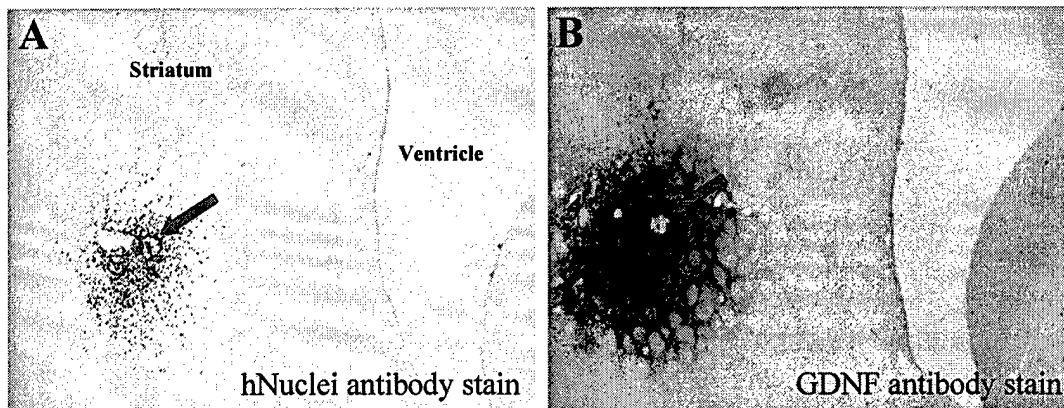 A
Striatum
Ventricle
hNuclei antibody stain
B
GDNF antibody stain